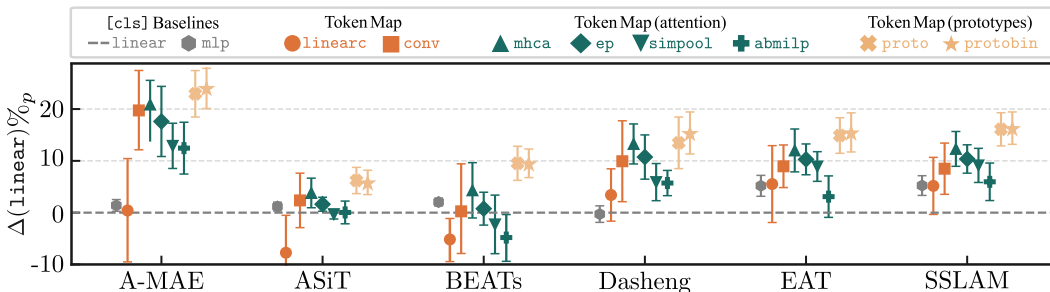 [cls] Baselines Token Map Token Map (attention) Token Map (prototypes)
linear mlp linearc conv mhca ep simpool abmilp proto protobin
Δ(linear)%p
20
10
0
-10
A-MAE ASiT BEATs Dasheng EAT SSLAM